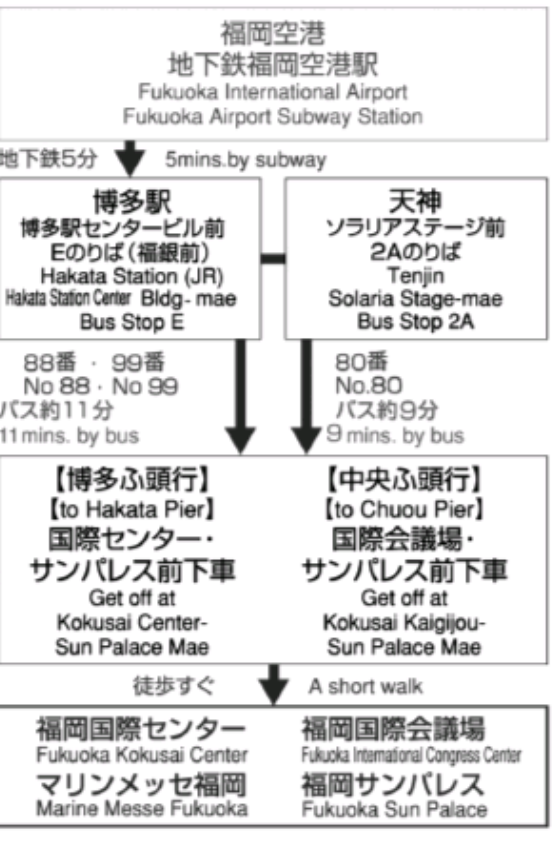 福岡空港
地下鉄福岡空港駅
Fukuoka International Airport
Fukuoka Airport Subway Station
地下鉄5分
5mins.by subway
博多駅
博多駅センタービル前
Eのりば(福銀前)
Hakata Station (JR)
Hakata Station Center Bldg- mae
Bus Stop E
天神
ソラリアステージ前
2Aのりば
Tenjin
Solaria Stage-mae
Bus Stop 2A
88番 · 99番
No 88 · No 99
バス約11分
11mins. by bus
80番
No.80
バス約9分
9 mins. by bus
【博多ふ頭行】
【to Hakata Pier】
国際センター・
サンパレス前下車
Get off at
Kokusai Center-
Sun Palace Mae
【中央ふ頭行】
【to Chuou Pier】
国際会議場・
サンパレス前下車
Get off at
Kokusai Kaigijou-
Sun Palace Mae
徒歩すぐ
A short walk
福岡国際センター
Fukuoka Kokusai Center
マリンメッセ福岡
Marine Messe Fukuoka
福岡国際会議場
Fukuoka International Congress Center
福岡サンパレス
Fukuoka Sun Palace